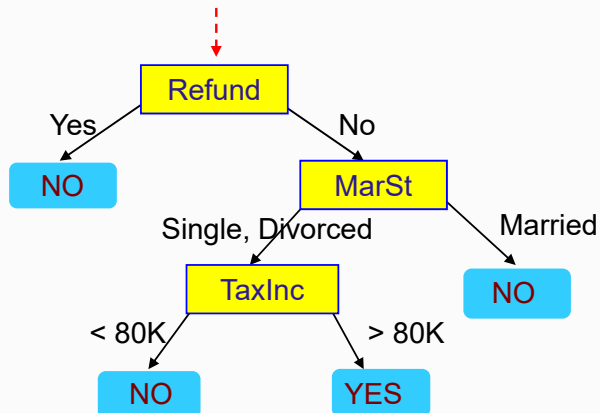 Refund
Yes
No
NO
MarSt
Single, Divorced
Married
TaxInc
NO
< 80K
> 80K
NO
YES